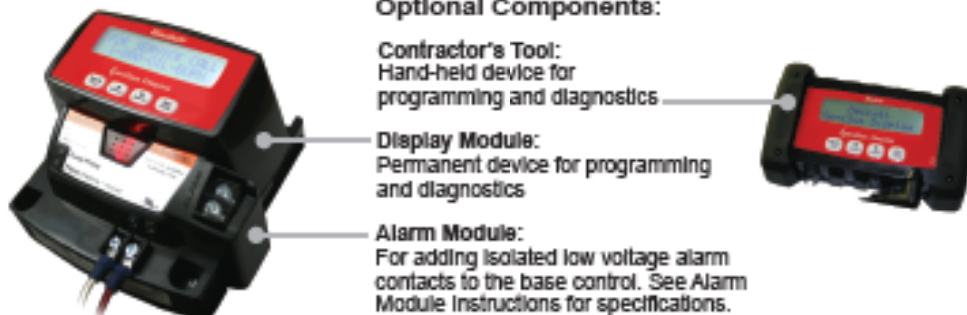 Optional Components:
Contractor's Tool:
Hand-held device for
programming and diagnostics
Display Module:
Permanent device for programming
and diagnostics
Alarm Module:
For adding isolated low voltage alarm
contacts to the base control. See Alarm
Module Instructions for specifications.